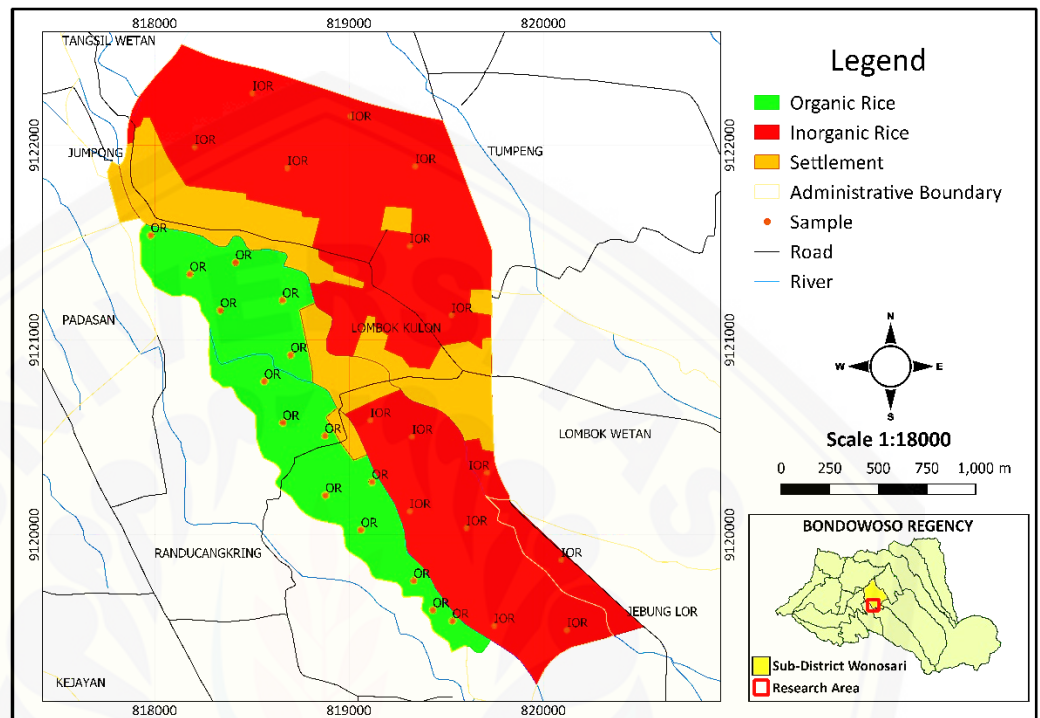 818000 819000 820000
TANGSIL WETAN
IOR
IOR
9122000
9122000
IOR
JUMPONG
TUMPENG
IOR
IOR
OR
IOR
OR
OR
OR
OR
IOR
PADASAN
LOMBOK KULON
9121000
9121000
OR
OR
OR
IOR
OR
IOR
LOMBOK WETAN
IOR
OR
OR
IOR
OR
IOR
9120000
9120000
RANDUCANGKRING
IOR
OR
OR
OR
IOR
IOR
JEBUNG LOR
KEJAYAN
818000 819000 820000
Legend
Organic Rice
Inorganic Rice
Settlement
Administrative Boundary
Sample
Road
River
N
W E
S
Scale 1:18000
0 250 500 750 1,000 m
BONDOWOSO REGENCY
Sub-District Wonosari
Research Area